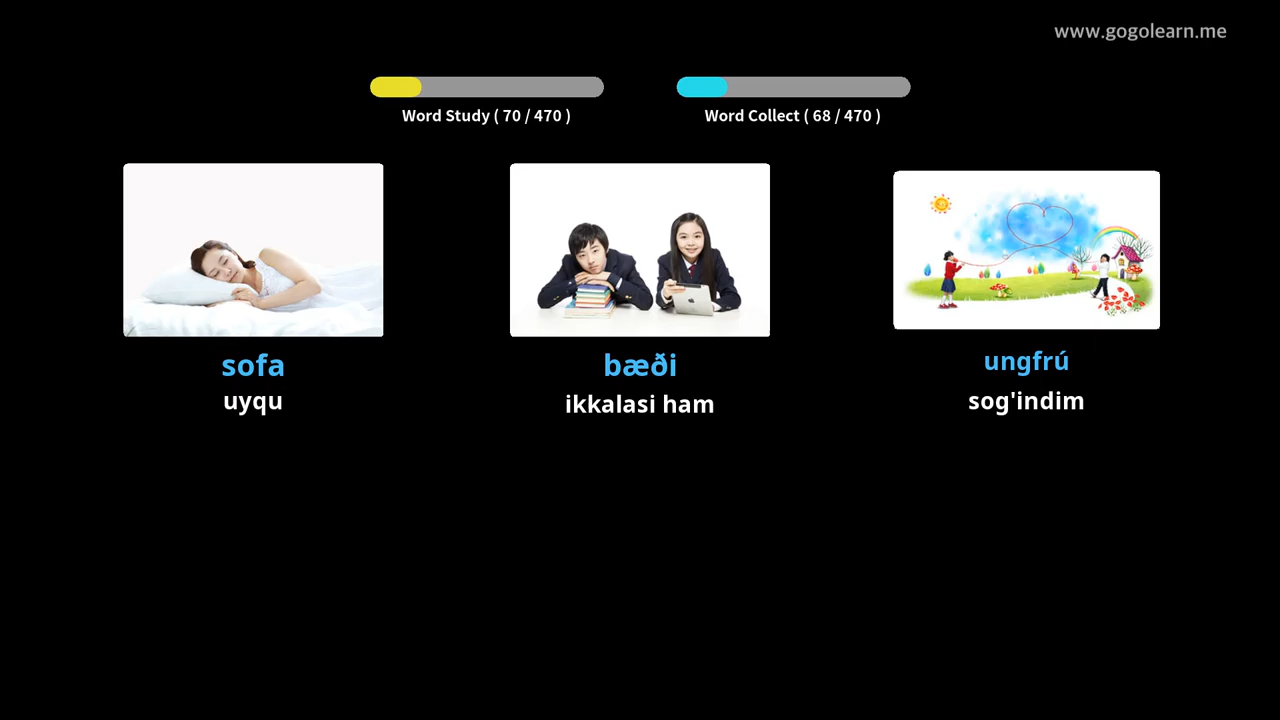 www.gogolearn.me
Word Study ( 70 / 470 )
Word Collect ( 68 / 470 )
sofa
uyqu
bæði
ikkalasi ham
ungfrú
sog'indim